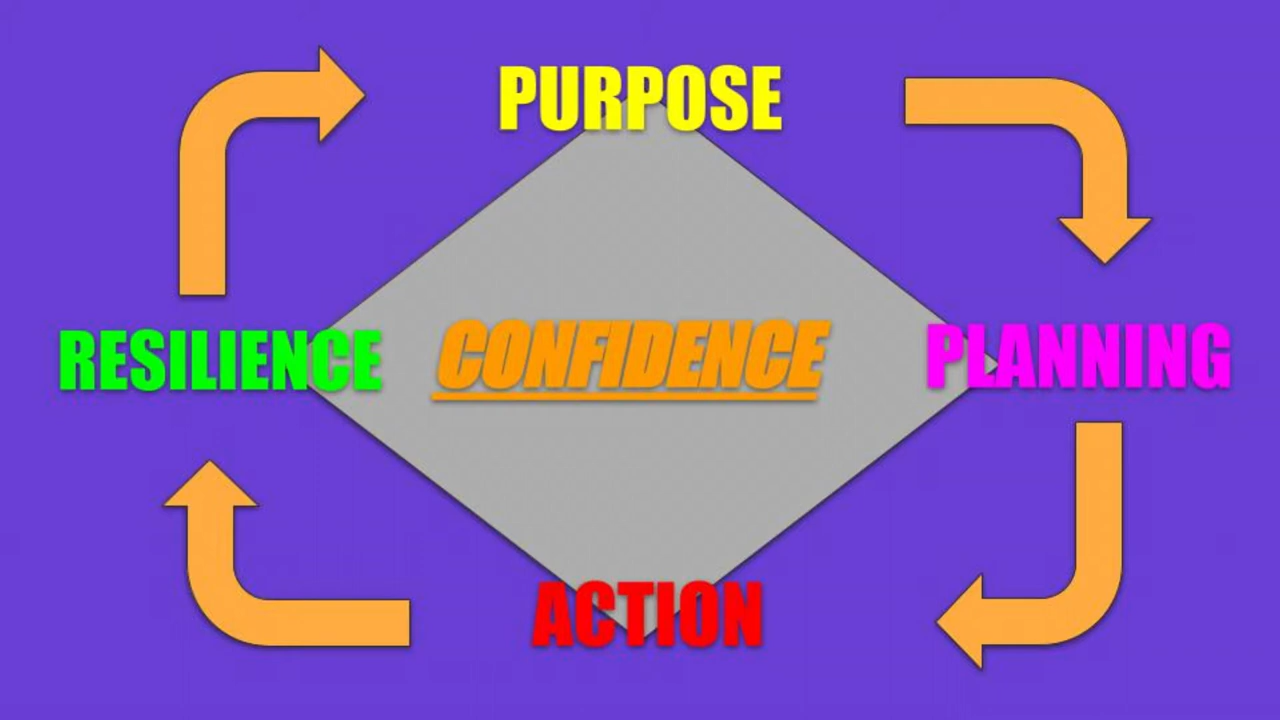 PURPOSE
RESILIENCE
CONFIDENCE
PLANNING
ACTION